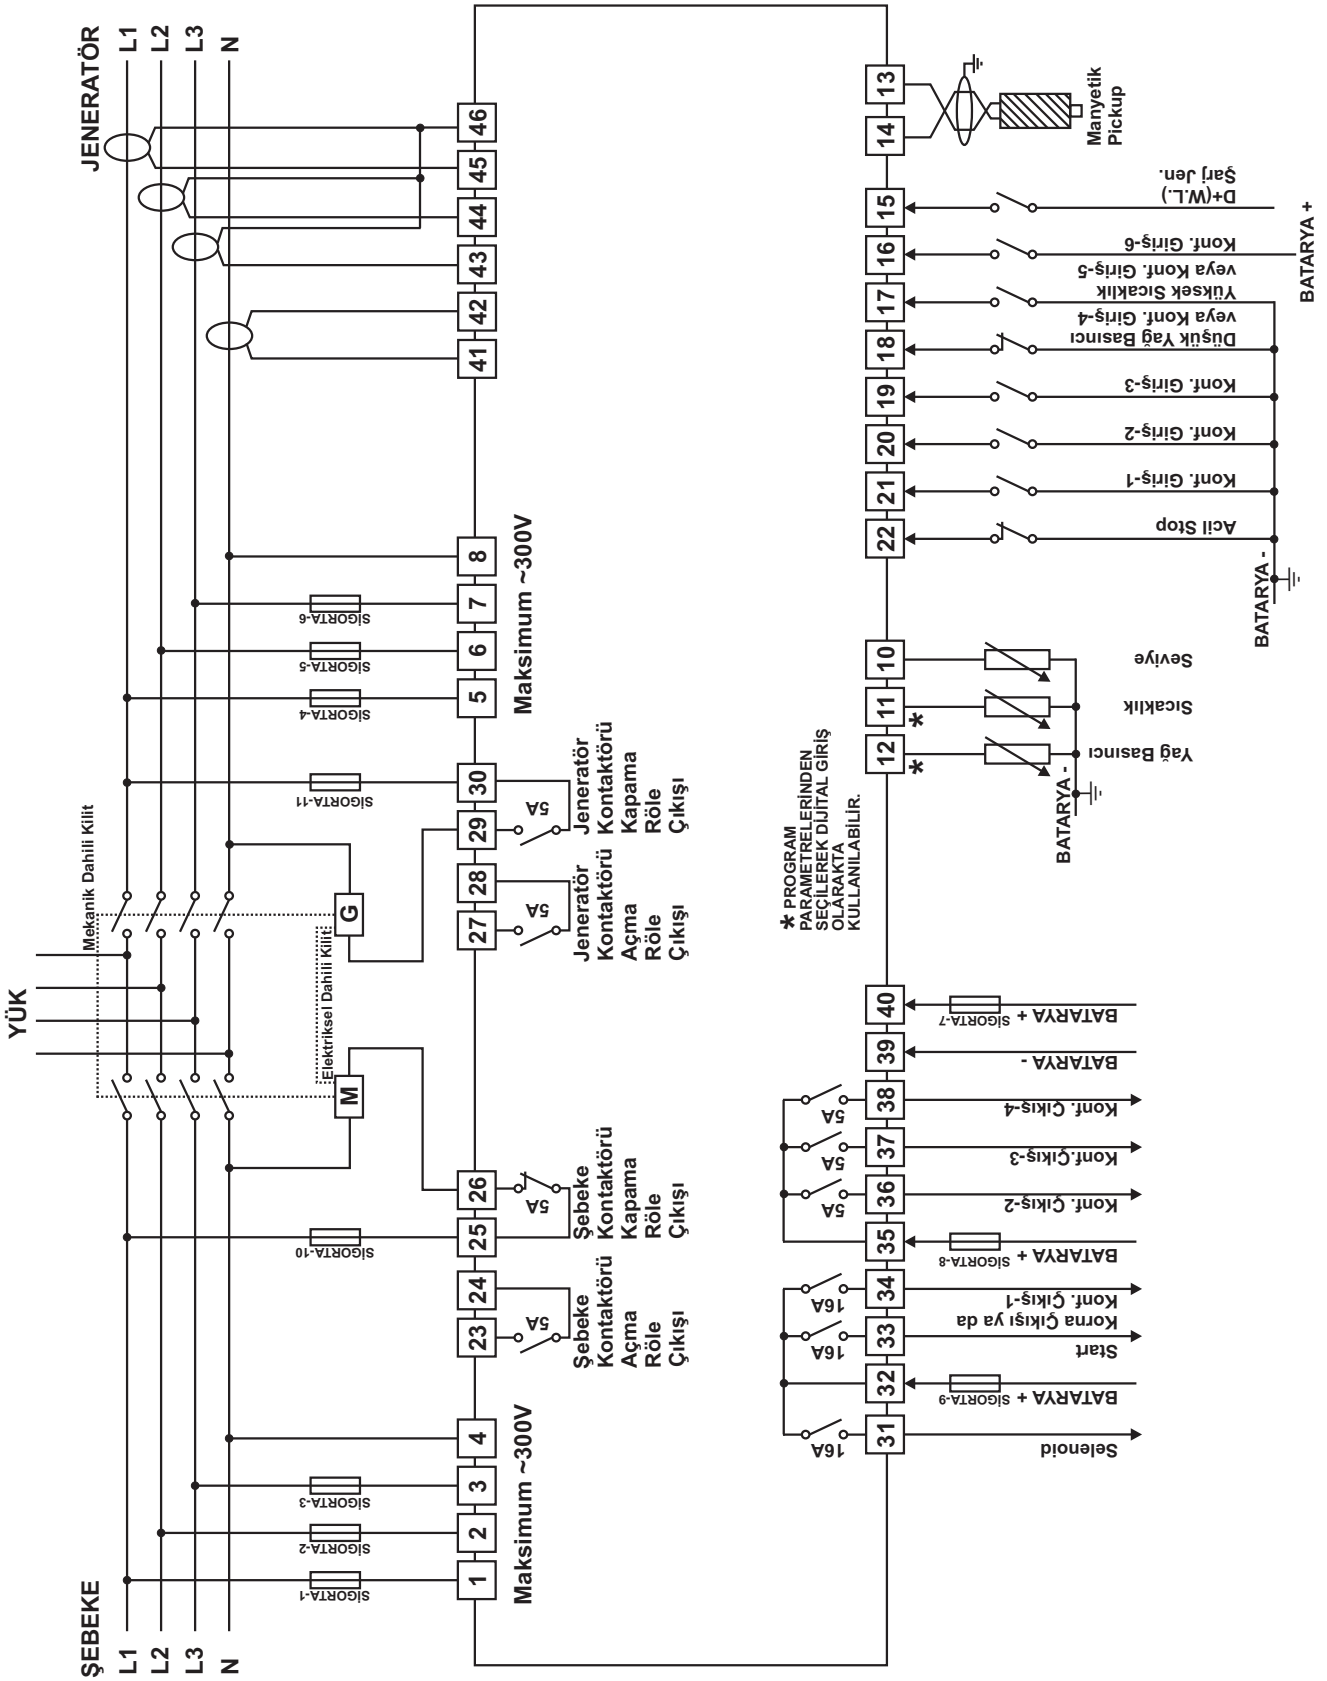 ŞEBEKE
L1
L2
L3
N
YÜK
JENERATÖR
L1
L2
L3
N
Mekanik Dahili Kilit
Elektriksel Dahili Kilit
M
G
SİGORTA-1
SİGORTA-2
SİGORTA-3
SİGORTA-10
SİGORTA-11
SİGORTA-4
SİGORTA-5
SİGORTA-6
1
2
3
4
23
24
25
26
27
28
29
30
5
6
7
8
41
42
43
44
45
46
Maksimum ~300V
5A
Şebeke
Kontaktörü
Açma
Röle
Çıkışı
5A
Şebeke
Kontaktörü
Kapama
Röle
Çıkışı
5A
Jeneratör
Kontaktörü
Açma
Röle
Çıkışı
5A
Jeneratör
Kontaktörü
Kapama
Röle
Çıkışı
Maksimum ~300V
* PROGRAM
PARAMETRELERİNDEN
SEÇİLEREK DİJİTAL GİRİŞ
OLARAKTA
KULLANILABİLİR.
16A
16A
16A
5A
5A
5A
31
32
33
34
35
36
37
38
39
40
12
11
10
22
21
20
19
18
17
16
15
14
13
*
*
Selenoid
BATARYA + SİGORTA-9
Start
Korna Çıkışı ya da
Konf. Çıkış-1
BATARYA + SİGORTA-8
Konf. Çıkış-2
Konf.Çıkış-3
Konf. Çıkış-4
BATARYA -
BATARYA + SİGORTA-7
BATARYA -
Yağ Basıncı
Sıcaklık
Seviye
BATARYA -
Acil Stop
Konf. Giriş-1
Konf. Giriş-2
Konf. Giriş-3
Düşük Yağ Basıncı
veya Konf. Giriş-4
Yüksek Sıcaklık
veya Konf. Giriş-5
Konf. Giriş-6
BATARYA +
D+(W.L.)
Şarj Jen.
Manyetik
Pickup